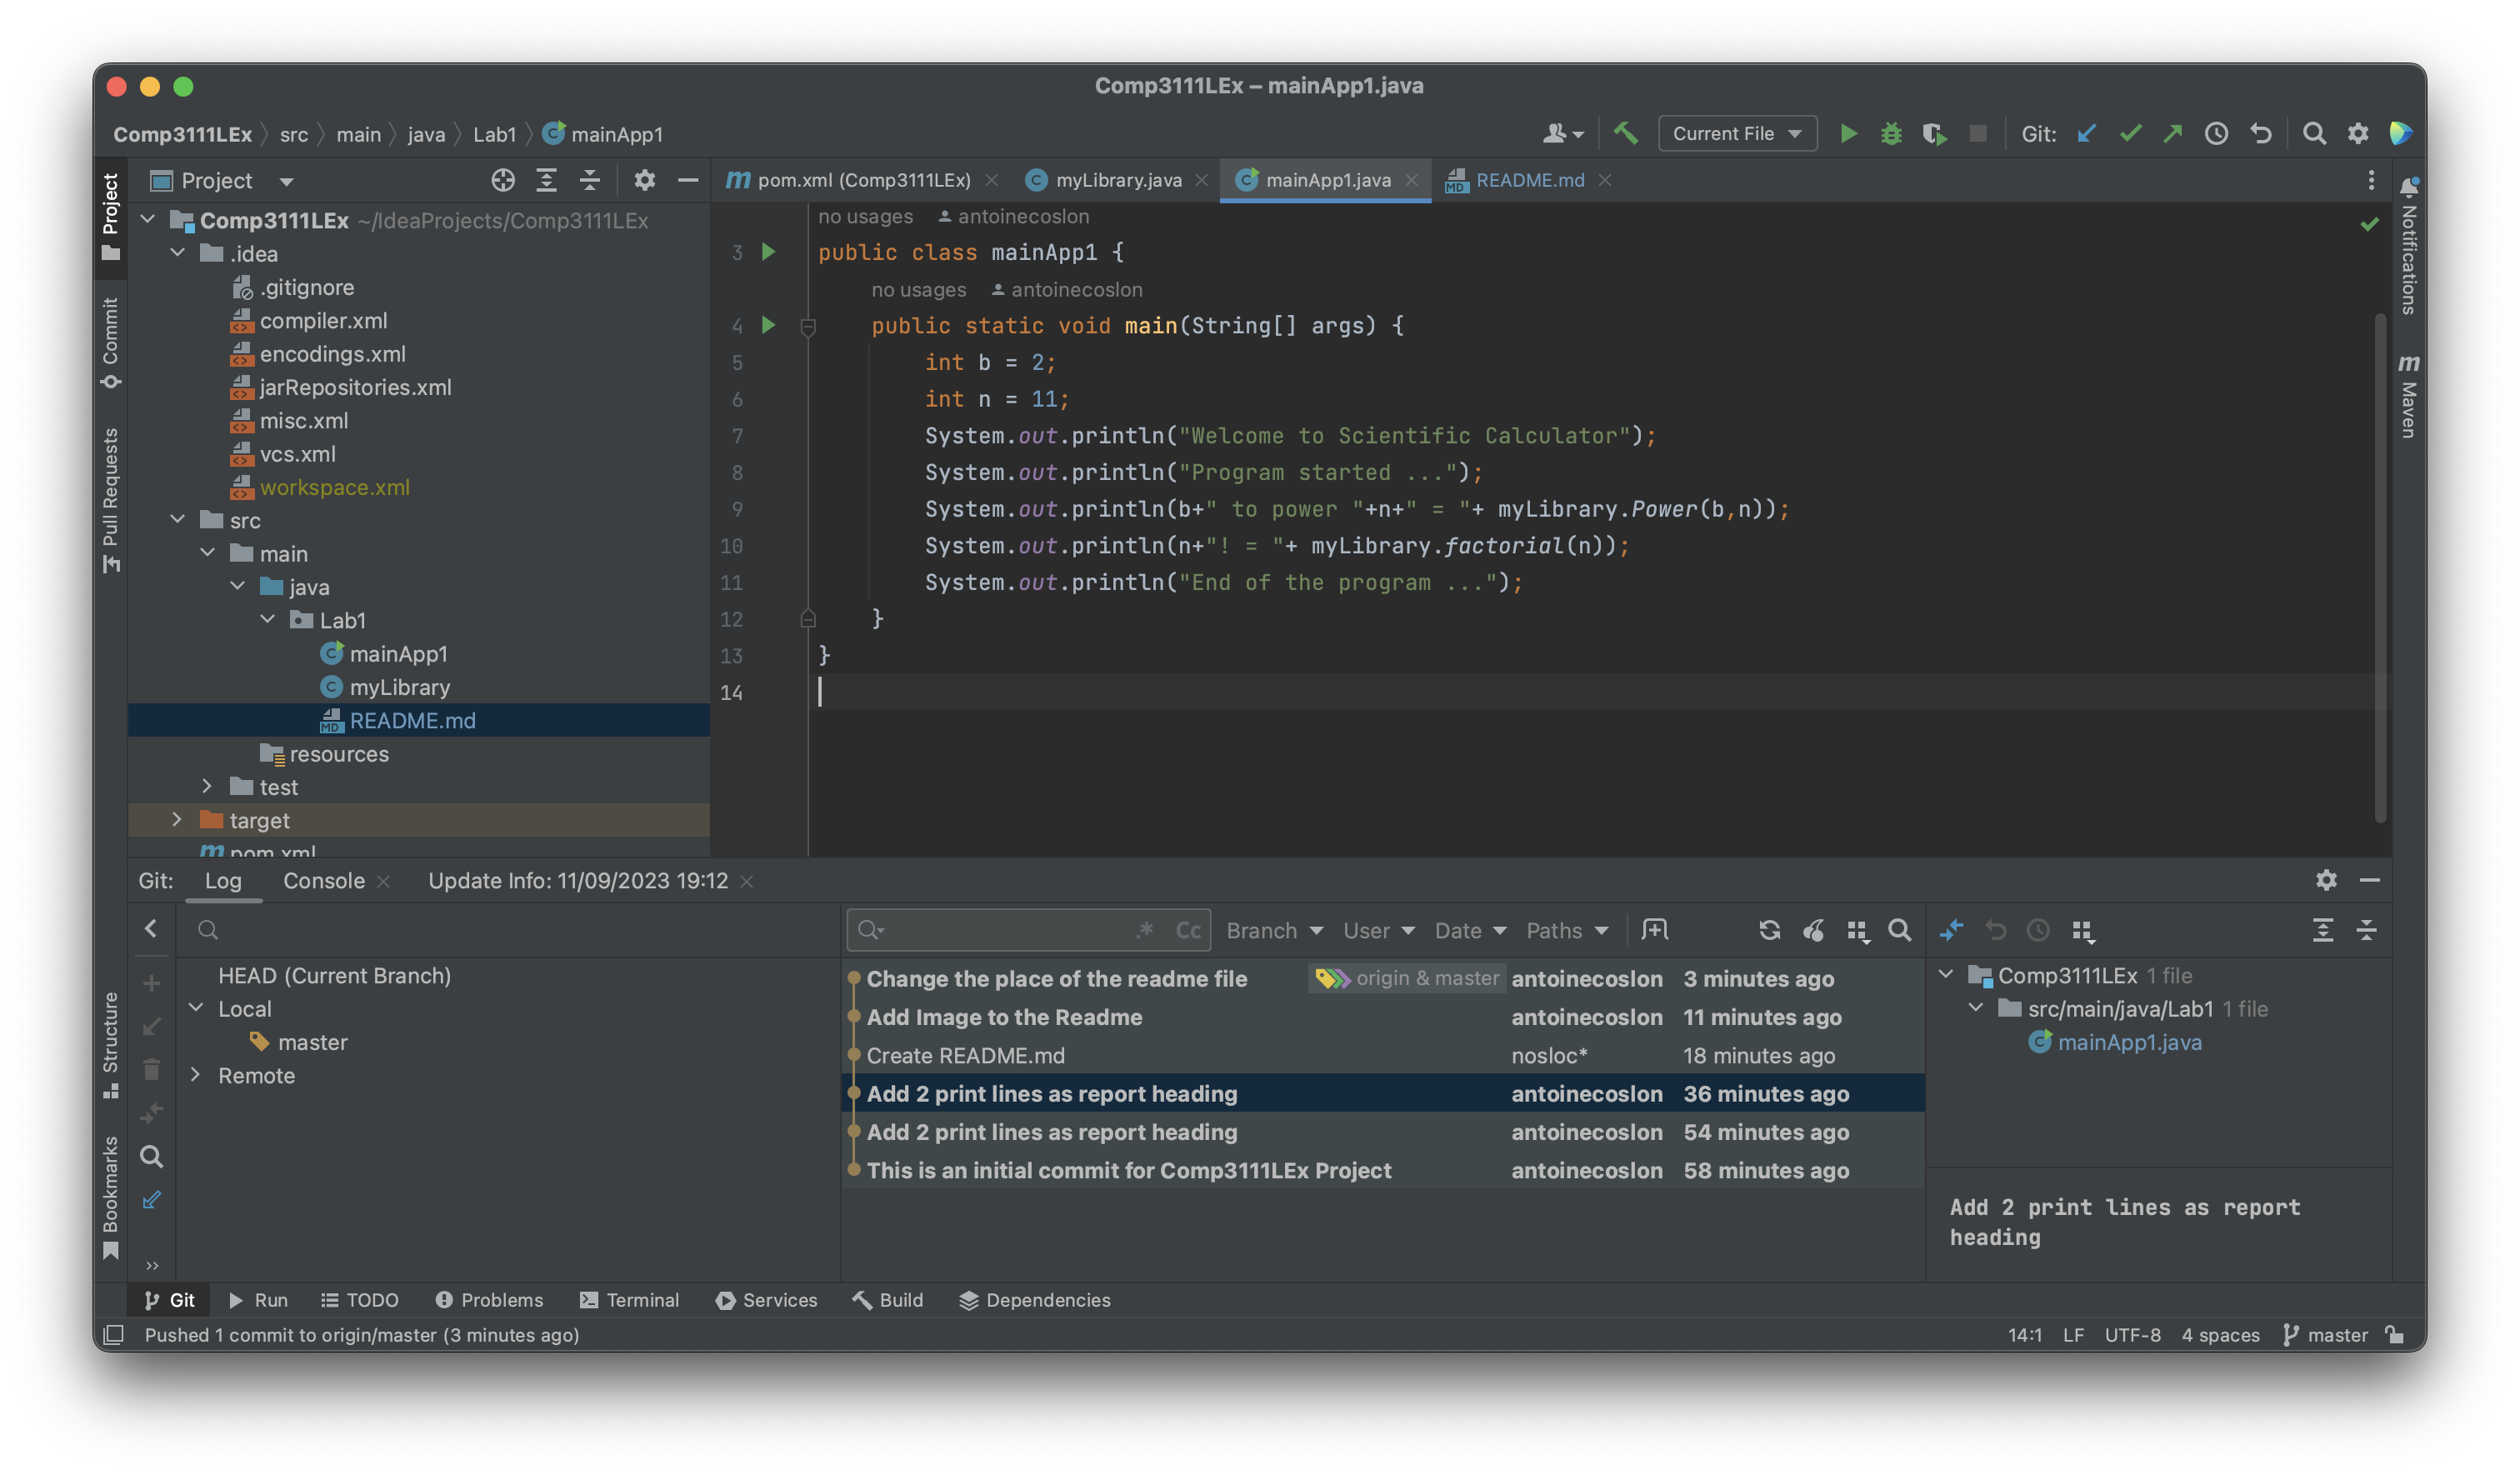 Comp3111LEx – mainApp1.java
Comp3111LEx src main java Lab1 mainApp1
Current File Git:
Project
pom.xml (Comp3111LEx) myLibrary.java mainApp1.java README.md
Project
Commit
Pull Requests
Structure
Bookmarks
Comp3111LEx ~/IdeaProjects/Comp3111LEx
.idea
.gitignore
compiler.xml
encodings.xml
jarRepositories.xml
misc.xml
vcs.xml
workspace.xml
src
main
java
Lab1
mainApp1
myLibrary
README.md
resources
test
target
pom.xml
no usages antoinecoslon
3 public class mainApp1 {
no usages antoinecoslon
4 public static void main(String[] args) {
5 int b = 2;
6 int n = 11;
7 System.out.println("Welcome to Scientific Calculator");
8 System.out.println("Program started ...");
9 System.out.println(b+" to power "+n+" = "+ myLibrary.Power(b,n));
10 System.out.println(n+"! = "+ myLibrary.factorial(n));
11 System.out.println("End of the program ...");
12 }
13 }
14
Notifications
Maven
Git: Log Console Update Info: 11/09/2023 19:12
HEAD (Current Branch)
Local
master
Remote
.* Cc Branch User Date Paths
Change the place of the readme file origin & master antoinecoslon 3 minutes ago
Add Image to the Readme antoinecoslon 11 minutes ago
Create README.md nosloc* 18 minutes ago
Add 2 print lines as report heading antoinecoslon 36 minutes ago
Add 2 print lines as report heading antoinecoslon 54 minutes ago
This is an initial commit for Comp3111LEx Project antoinecoslon 58 minutes ago
Comp3111LEx 1 file
src/main/java/Lab1 1 file
mainApp1.java
Add 2 print lines as report
heading
Git Run TODO Problems Terminal Services Build Dependencies
Pushed 1 commit to origin/master (3 minutes ago) 14:1 LF UTF-8 4 spaces master